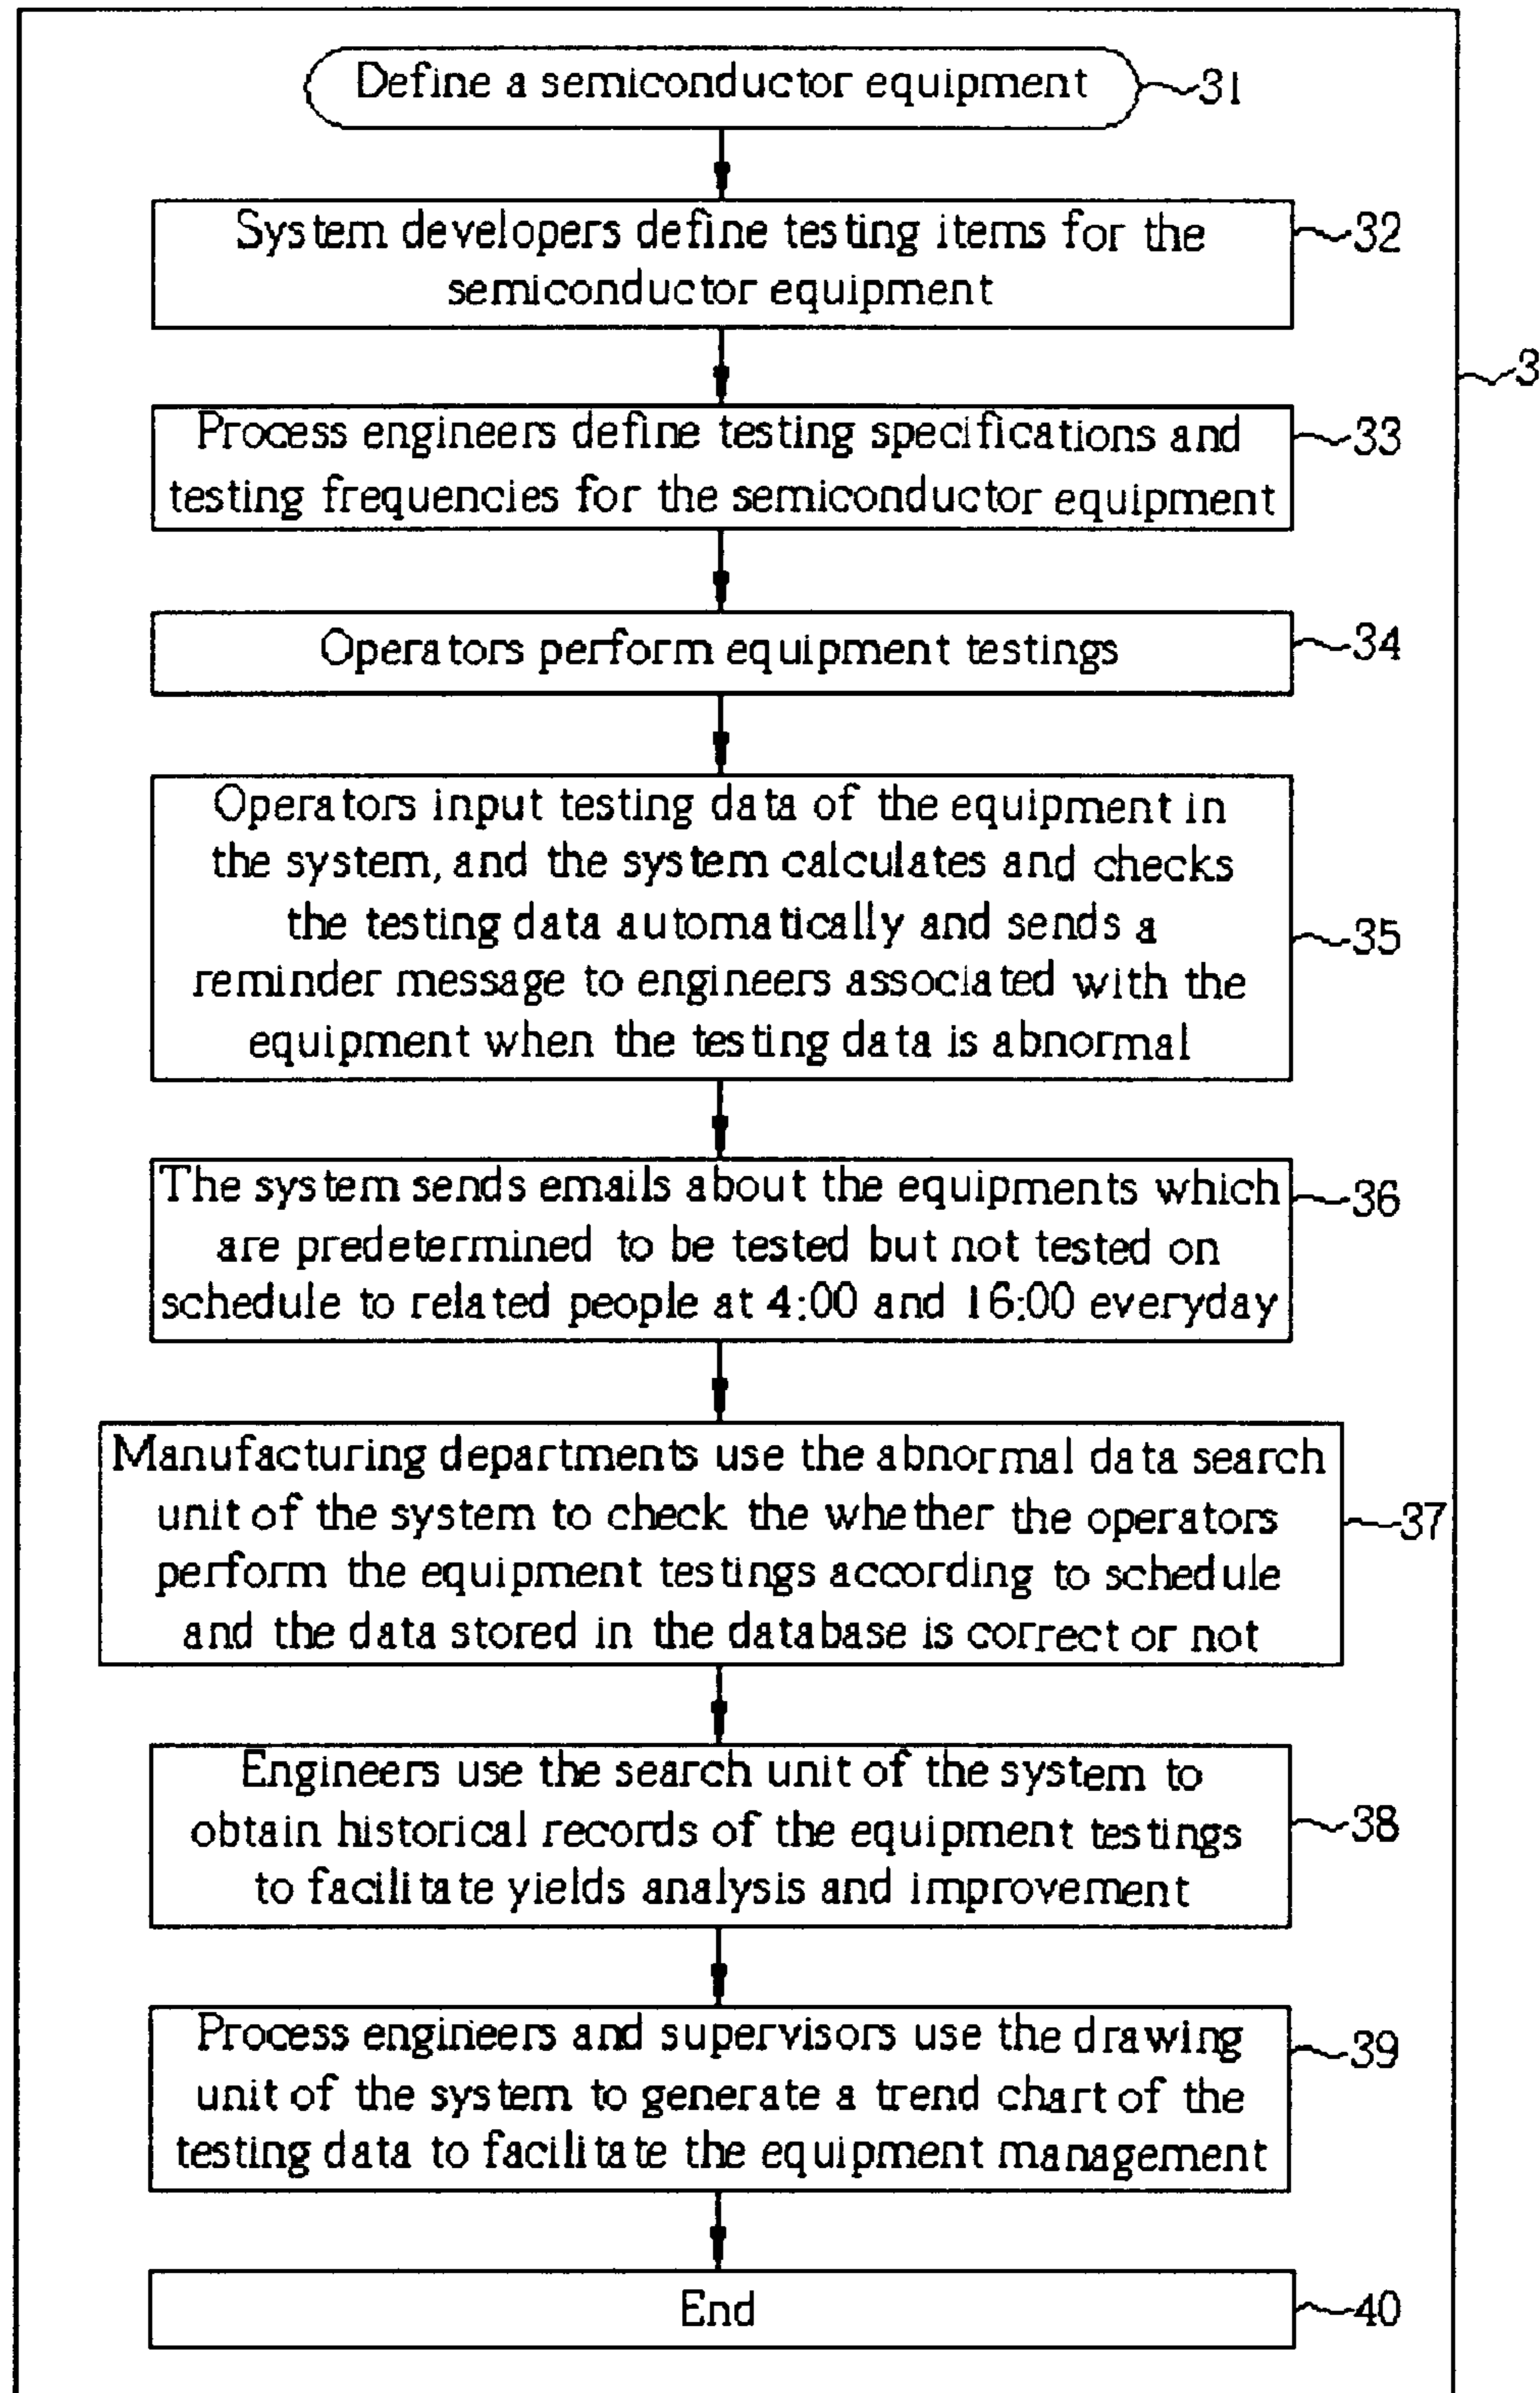 Define a semiconductor equipment
31
System developers define testing items for the
semiconductor equipment
32
3
Process engineers define testing specifications and
testing frequencies for the semiconductor equipment
33
Operators perform equipment testings
34
Operators input testing data of the equipment in
the system, and the system calculates and checks
the testing data automatically and sends a
reminder message to engineers associated with the
equipment when the testing data is abnormal
35
The system sends emails about the equipments which
are predetermined to be tested but not tested on
schedule to related people at 4:00 and 16:00 everyday
36
Manufacturing departments use the abnormal data search
unit of the system to check the whether the operators
perform the equipment testings according to schedule
and the data stored in the database is correct or not
37
Engineers use the search unit of the system to
obtain historical records of the equipment testings
to facilitate yields analysis and improvement
38
Process engineers and supervisors use the drawing
unit of the system to generate a trend chart of the
testing data to facilitate the equipment management
39
End
40